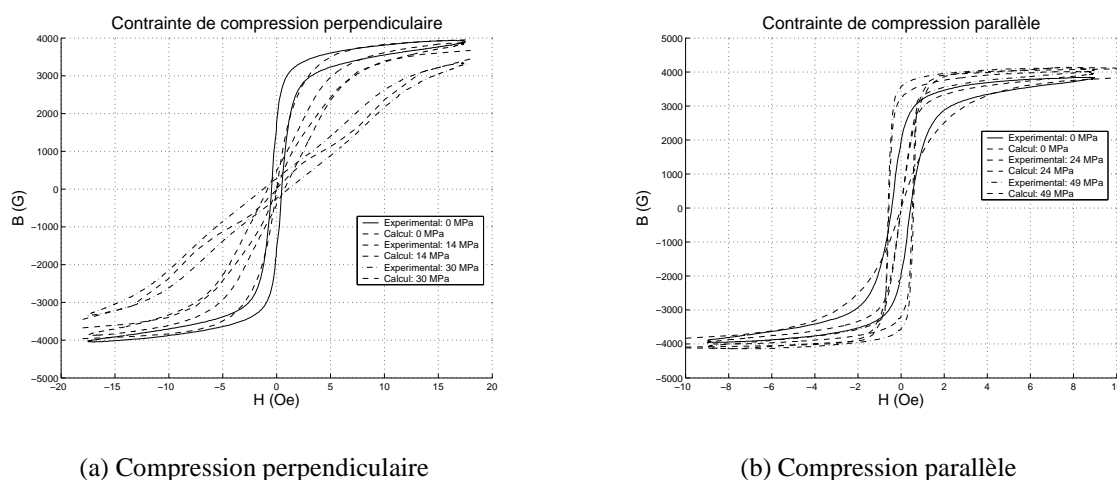 Contrainte de compression perpendiculaire
4000
3000
2000
1000
0
−1000
−2000
−3000
−4000
−5000
B (G)
Experimental: 0 MPa
Calcul: 0 MPa
Experimental: 14 MPa
Calcul: 14 MPa
Experimental: 30 MPa
Calcul: 30 MPa
−20 −15 −10 −5 0 5 10 15 20
H (Oe)
(a) Compression perpendiculaire
Contrainte de compression parallèle
5000
4000
3000
2000
1000
0
−1000
−2000
−3000
−4000
−5000
B (G)
Experimental: 0 MPa
Calcul: 0 MPa
Experimental: 24 MPa
Calcul: 24 MPa
Experimental: 49 MPa
Calcul: 49 MPa
−10 −8 −6 −4 −2 0 2 4 6 8 10
H (Oe)
(b) Compression parallèle